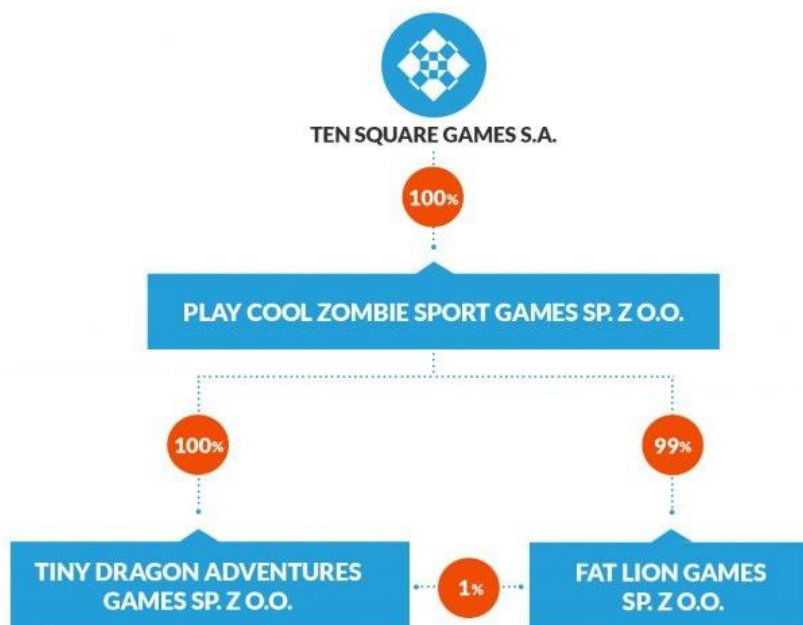 TEN SQUARE GAMES S.A.
100%
PLAY COOL ZOMBIE SPORT GAMES SP. Z O.O.
100%
99%
TINY DRAGON ADVENTURES
GAMES SP. Z O.O.
1%
FAT LION GAMES
SP. Z O.O.